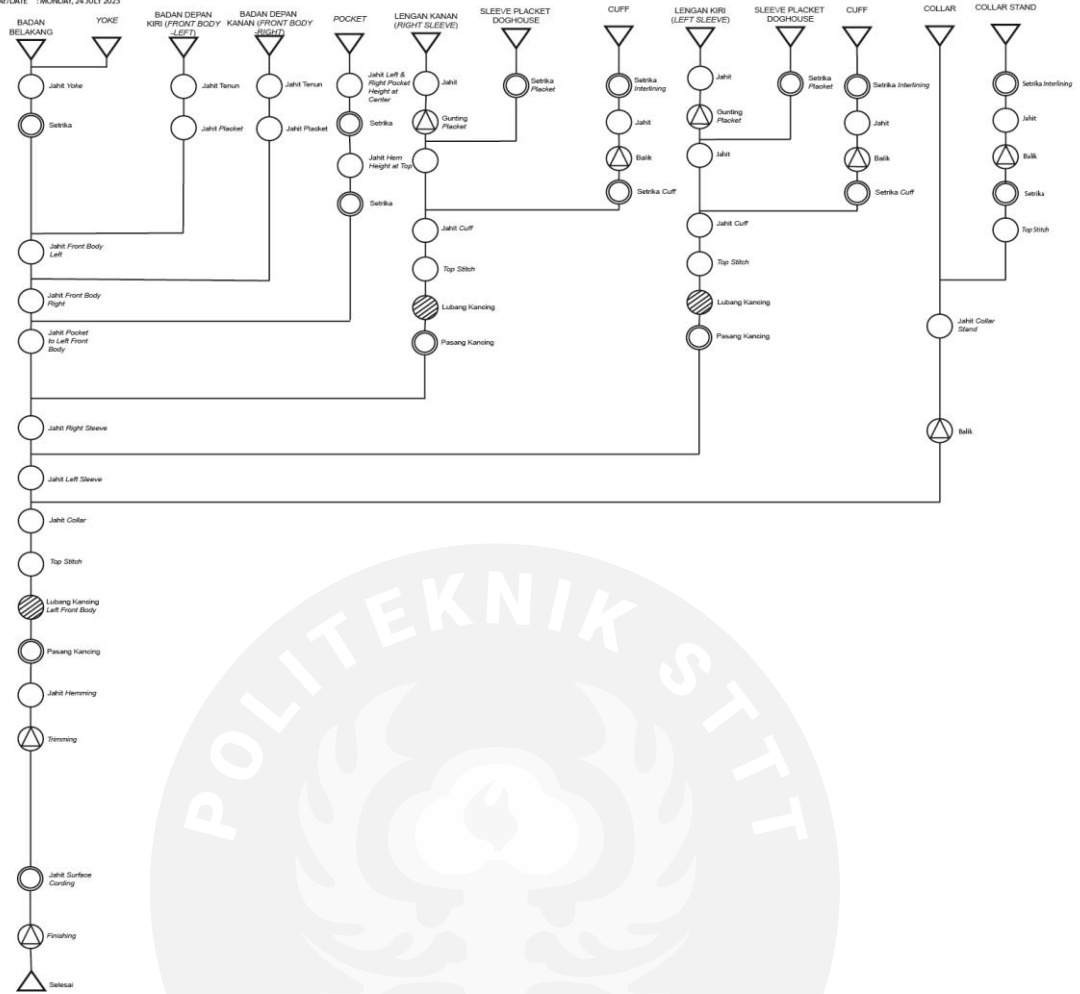 : MONDAY, 24 JULY 2023
BADAN
BELAKANG
YOKE
BADAN DEPAN
KIRI (FRONT BODY
-LEFT)
BADAN DEPAN
KANAN (FRONT BODY
-RIGHT)
POCKET
LENGAN KANAN
(RIGHT SLEEVE)
SLEEVE PLACKET
DOGHOUSE
CUFF
LENGAN KIRI
(LEFT SLEEVE)
SLEEVE PLACKET
DOGHOUSE
CUFF
COLLAR
COLLAR STAND
Jahit Yoke
Setrika
Jahit Front Body
Left
Jahit Front Body
Right
Jahit Pocket
to Left Front
Body
Jahit Right Sleeve
Jahit Left Sleeve
Jahit Collar
Top Stitch
Lubang Kancing
Left Front Body
Pasang Kancing
Jahit Hemming
Trimming
Jahit Surface
Cording
Finishing
Selesai
Jahit Tenun
Jahit Placket
Jahit Tenun
Jahit Placket
Jahit Left &
Right Pocket
Height at
Center
Setrika
Jahit Hem
Height at Top
Setrika
Jahit
Gunting
Placket
Jahit Cuff
Top Stitch
Lubang Kancing
Pasang Kancing
Setrika
Placket
Setrika
Interlining
Jahit
Balik
Setrika Cuff
Jahit
Gunting
Placket
Jahit
Jahit Cuff
Top Stitch
Lubang Kancing
Pasang Kancing
Setrika
Placket
Setrika Interlining
Jahit
Balik
Setrika Cuff
Jahit Collar
Stand
Balik
Setrika Interlining
Jahit
Balik
Setrika
Top Stitch
POLITEKNIK STTT